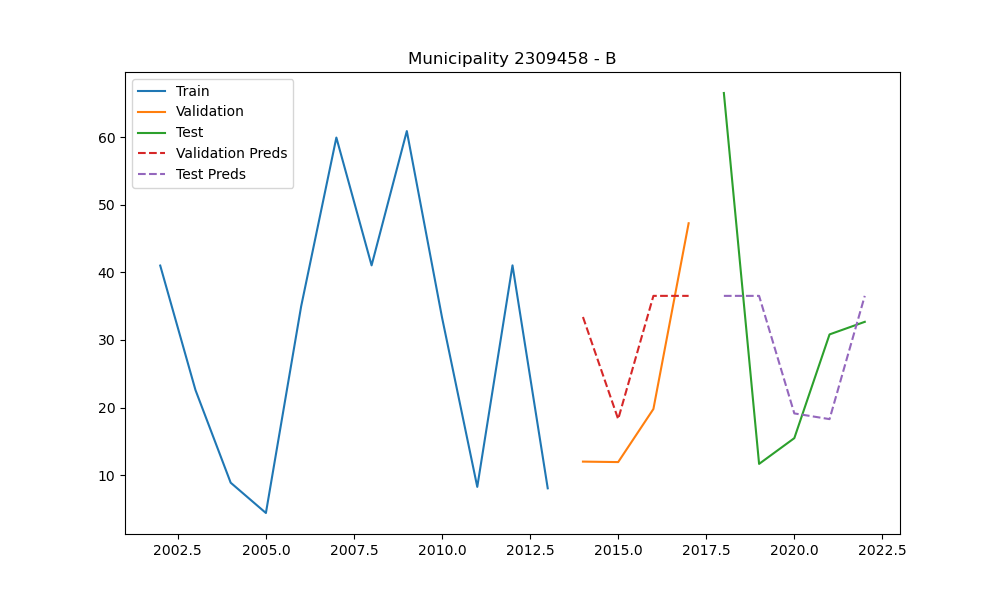 Municipality 2309458 - B
Train
Validation
Test
Validation Preds
Test Preds
60
50
40
30
20
10
2002.5 2005.0 2007.5 2010.0 2012.5 2015.0 2017.5 2020.0 2022.5